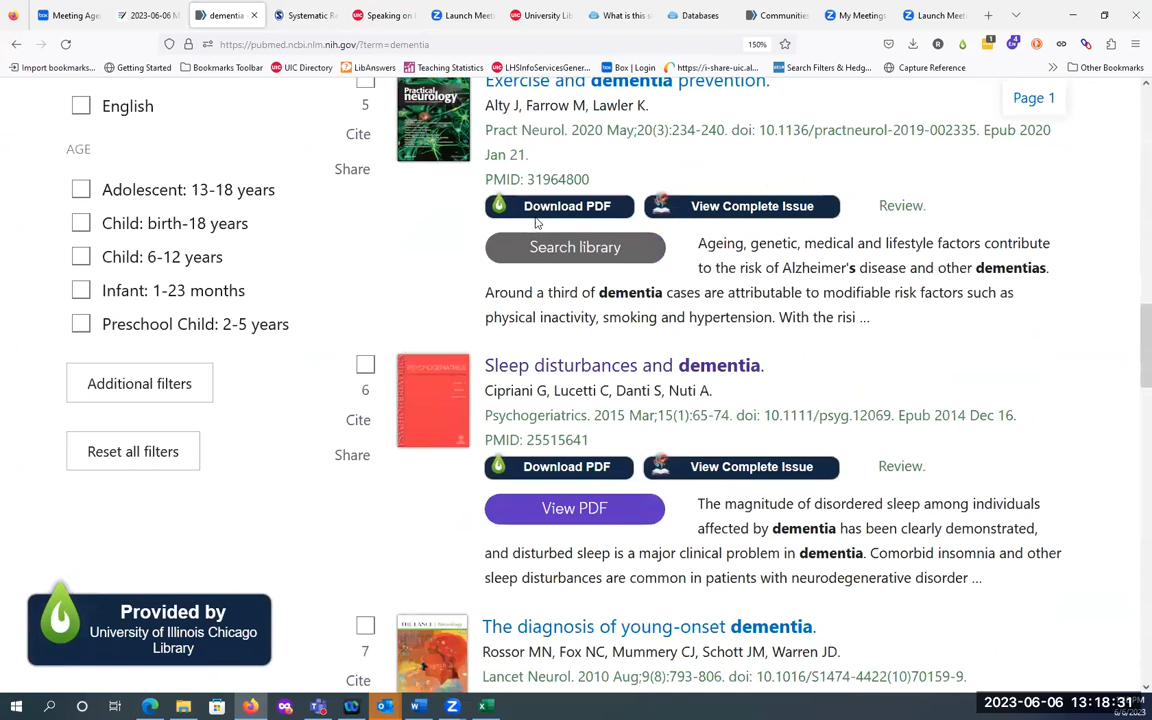 Meeting Age
2023-06-06 M
dementia -
Systematic Re
Speaking on
Launch Meet
University Lib
What is this s
Databases
Communities
My Meetings
Launch Meet
https://pubmed.ncbi.nlm.nih.gov/?term=dementia
150%
Import bookmarks...
Getting Started
Bookmarks Toolbar
UIC Directory
LibAnswers
Teaching Statistics
LHSInfoServicesGener...
Box | Login
https://i-share-uic.al...
Search Filters & Hedg...
Capture Reference
Other Bookmarks
English
AGE
Adolescent: 13-18 years
Child: birth-18 years
Child: 6-12 years
Infant: 1-23 months
Preschool Child: 2-5 years
Additional filters
Reset all filters
Provided by
University of Illinois Chicago
Library
Page 1
5
Cite
Share
Practical
neurology
Exercise and dementia prevention.
Alty J, Farrow M, Lawler K.
Pract Neurol. 2020 May;20(3):234-240. doi: 10.1136/practneurol-2019-002335. Epub 2020
Jan 21.
PMID: 31964800
Download PDF
View Complete Issue
Review.
Search library
Ageing, genetic, medical and lifestyle factors contribute
to the risk of Alzheimer's disease and other dementias.
Around a third of dementia cases are attributable to modifiable risk factors such as
physical inactivity, smoking and hypertension. With the risi ...
6
Cite
Share
PSYCHOGERIATRICS
Sleep disturbances and dementia.
Cipriani G, Lucetti C, Danti S, Nuti A.
Psychogeriatrics. 2015 Mar;15(1):65-74. doi: 10.1111/psyg.12069. Epub 2014 Dec 16.
PMID: 25515641
Download PDF
View Complete Issue
Review.
View PDF
The magnitude of disordered sleep among individuals
affected by dementia has been clearly demonstrated,
and disturbed sleep is a major clinical problem in dementia. Comorbid insomnia and other
sleep disturbances are common in patients with neurodegenerative disorder ...
7
Cite
THE LANCET Neurology
The diagnosis of young-onset dementia.
Rossor MN, Fox NC, Mummery CJ, Schott JM, Warren JD.
Lancet Neurol. 2010 Aug;9(8):793-806. doi: 10.1016/S1474-4422(10)70159-9.
2023-06-06 13:18:31
6/6/2023